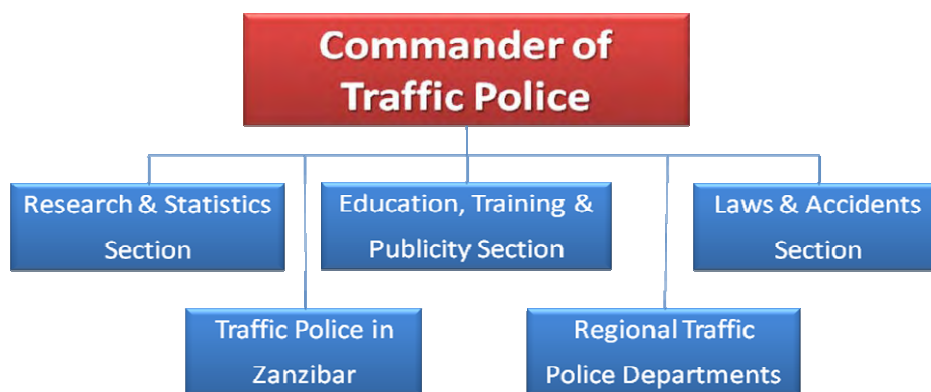 Commander of
Traffic Police
Research & Statistics
Section
Education, Training &
Publicity Section
Laws & Accidents
Section
Traffic Police in
Zanzibar
Regional Traffic
Police Departments